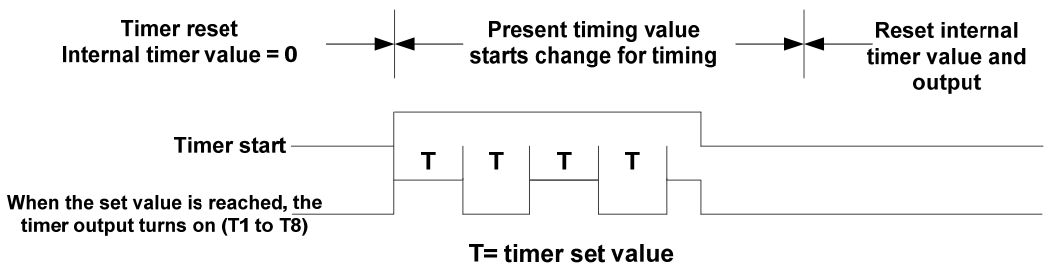 Timer reset
Internal timer value = 0
Present timing value
starts change for timing
Reset internal
timer value and
output
Timer start
T T T T
When the set value is reached, the
timer output turns on (T1 to T8)
T= timer set value